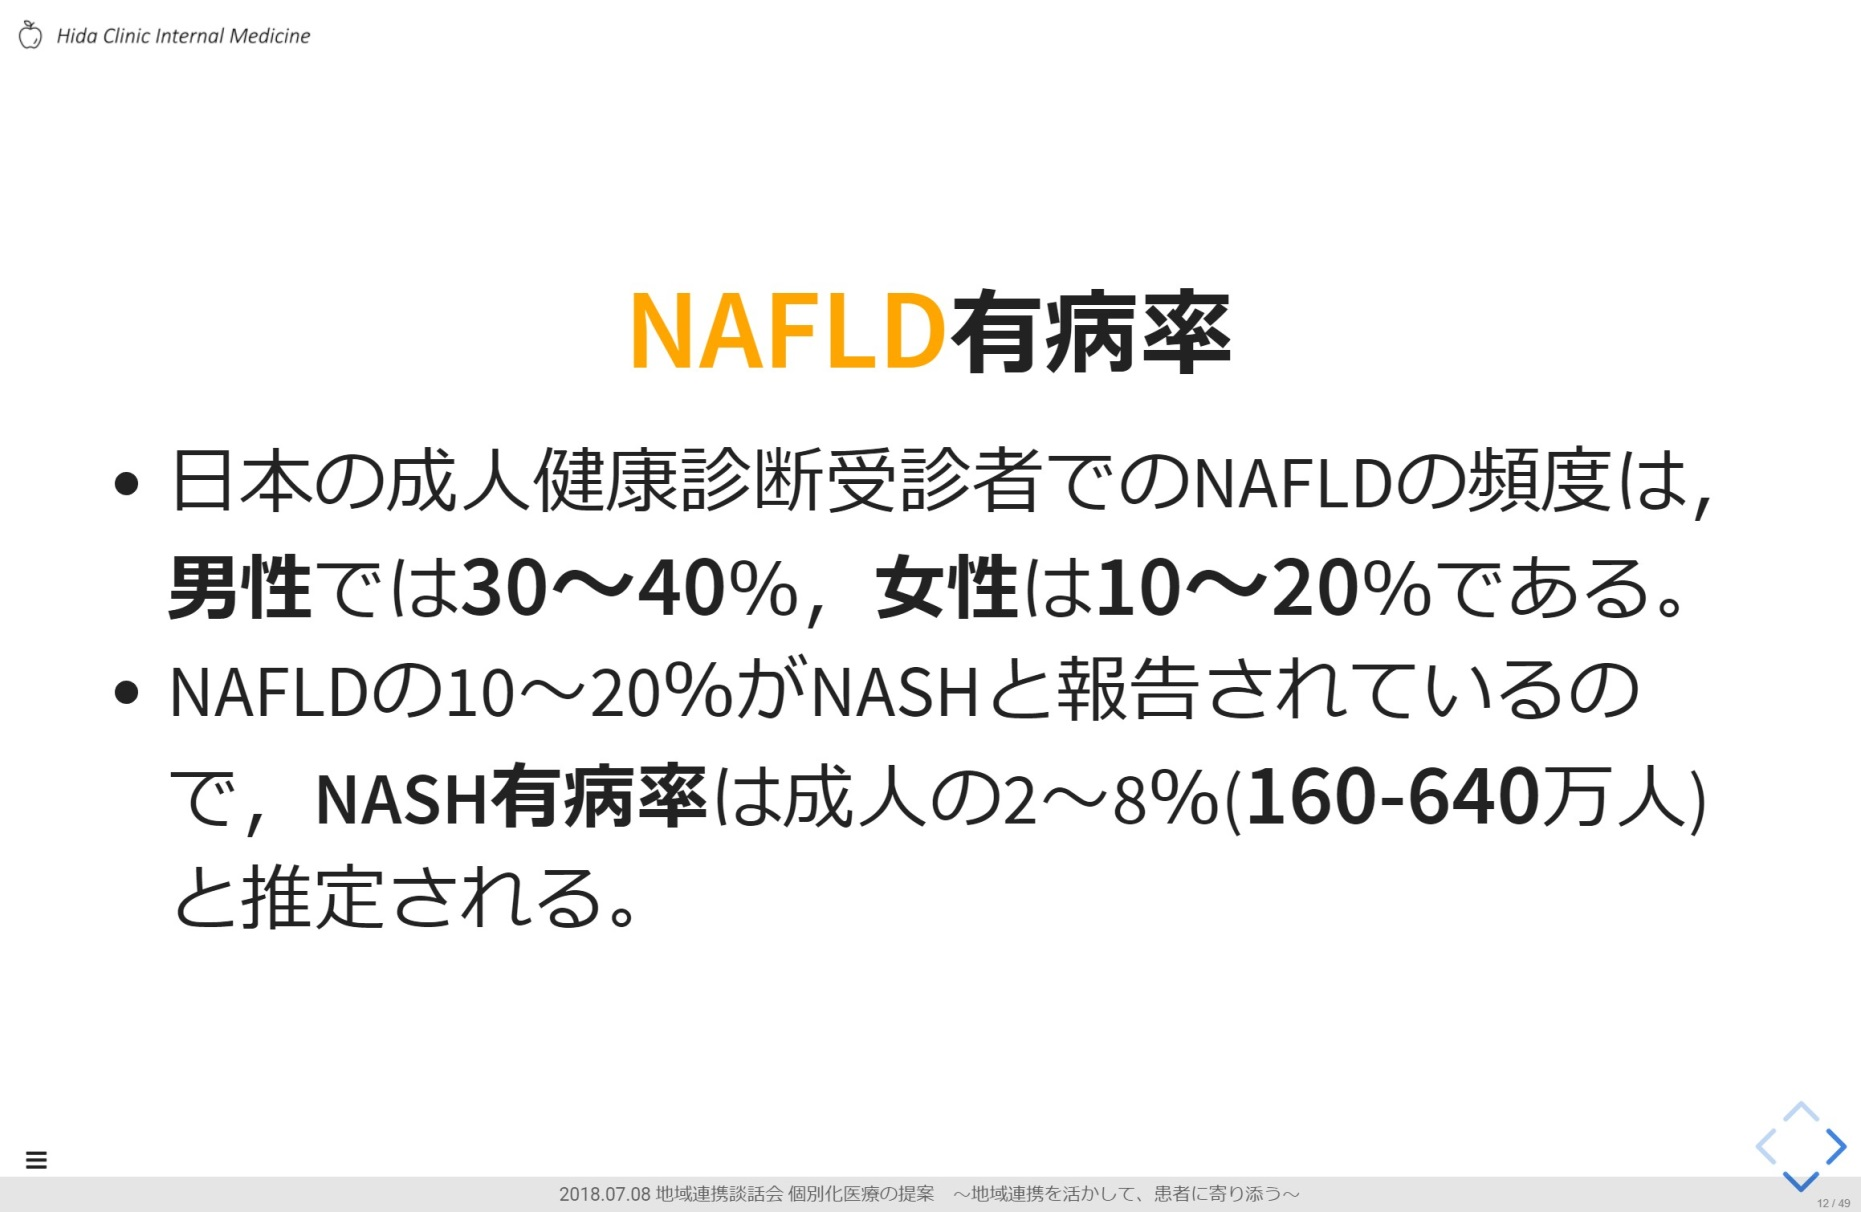 Hida Clinic Internal Medicine
NAFLD有病率
• 日本の成人健康診断受診者でのNAFLDの頻度は，
男性では30〜40%，女性は10〜20%である。
• NAFLDの10〜20%がNASHと報告されているの
で，NASH有病率は成人の2〜8%(160-640万人)
と推定される。
2018.07.08 地域連携談話会 個別化医療の提案　〜地域連携を活かして、患者に寄り添う〜
12 / 49